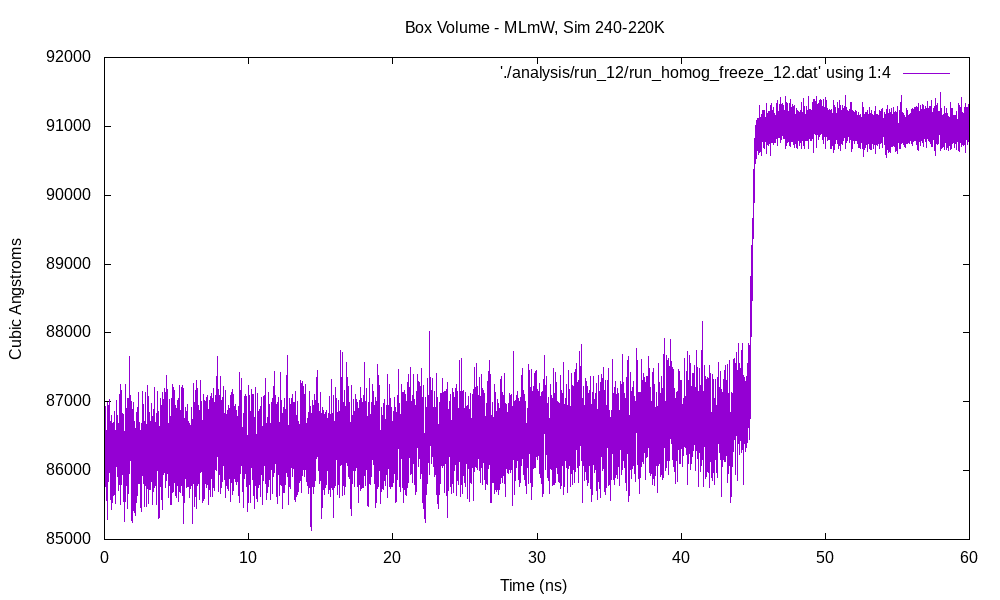 Box Volume - MLmW, Sim 240-220K
'./analysis/run_12/run_homog_freeze_12.dat' using 1:4
92000
91000
90000
89000
88000
87000
86000
85000
Cubic Angstroms
0 10 20 30 40 50 60
Time (ns)